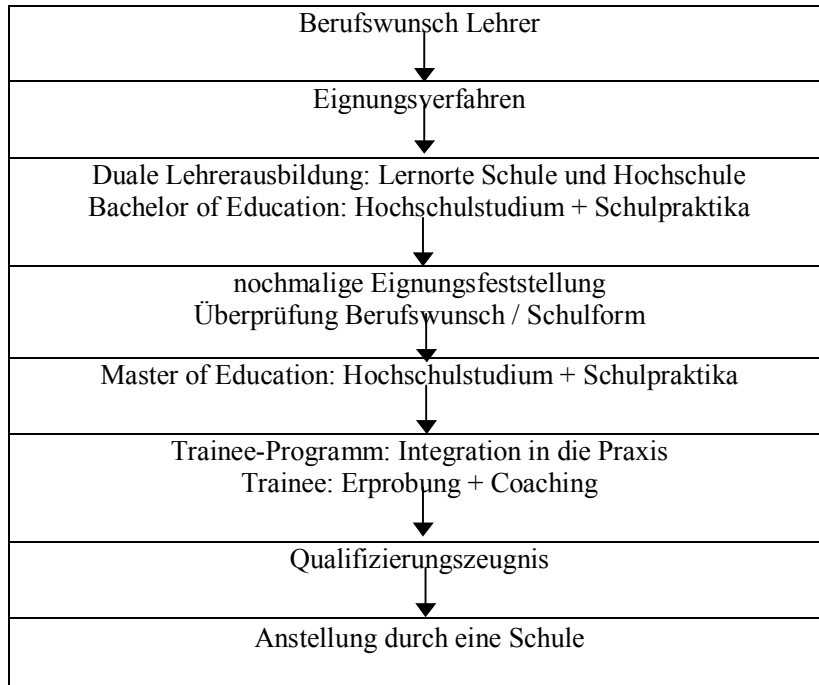 Berufswunsch Lehrer
Eignungsverfahren
Duale Lehrerausbildung: Lernorte Schule und Hochschule
Bachelor of Education: Hochschulstudium + Schulpraktika
nochmalige Eignungsfeststellung
Überprüfung Berufswunsch / Schulform
Master of Education: Hochschulstudium + Schulpraktika
Trainee-Programm: Integration in die Praxis
Trainee: Erprobung + Coaching
Qualifizierungszeugnis
Anstellung durch eine Schule